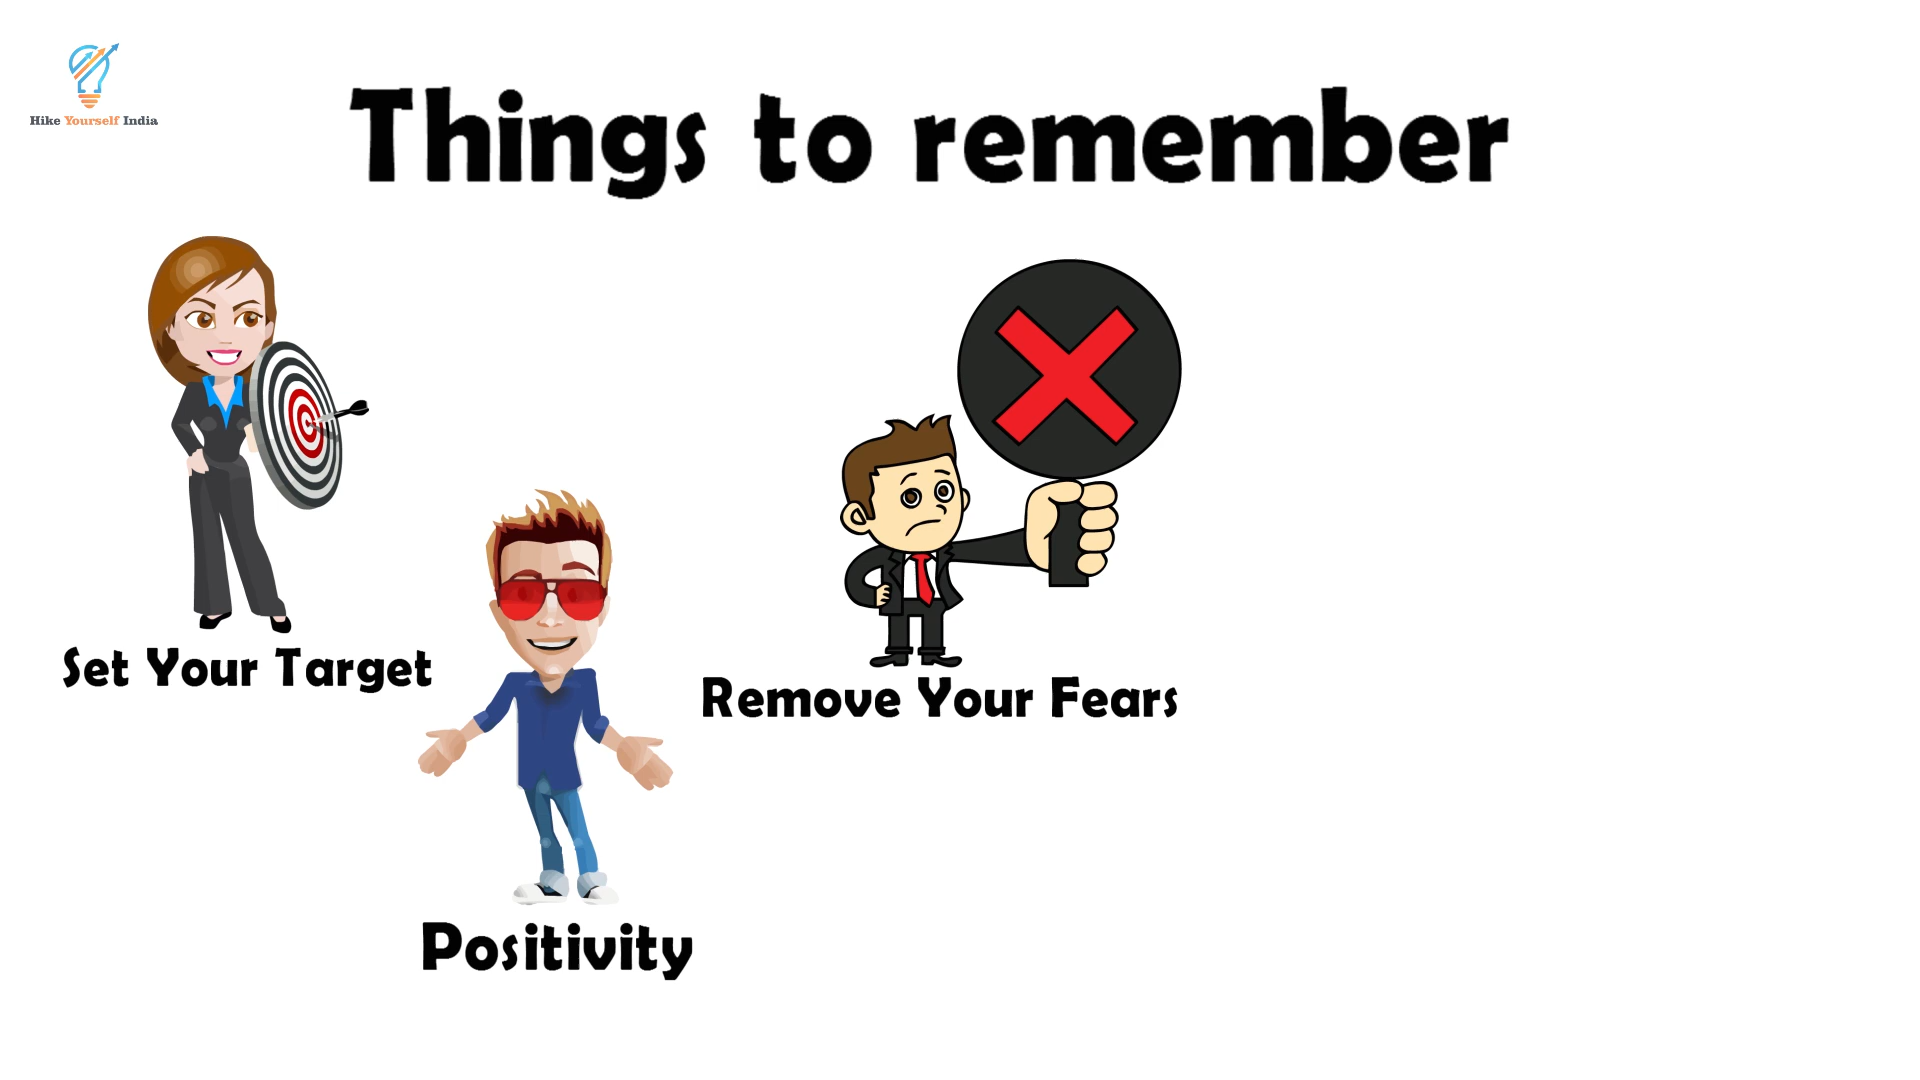 Hike Yourself India
Things to remember
Set Your Target
Remove Your Fears
Positivity